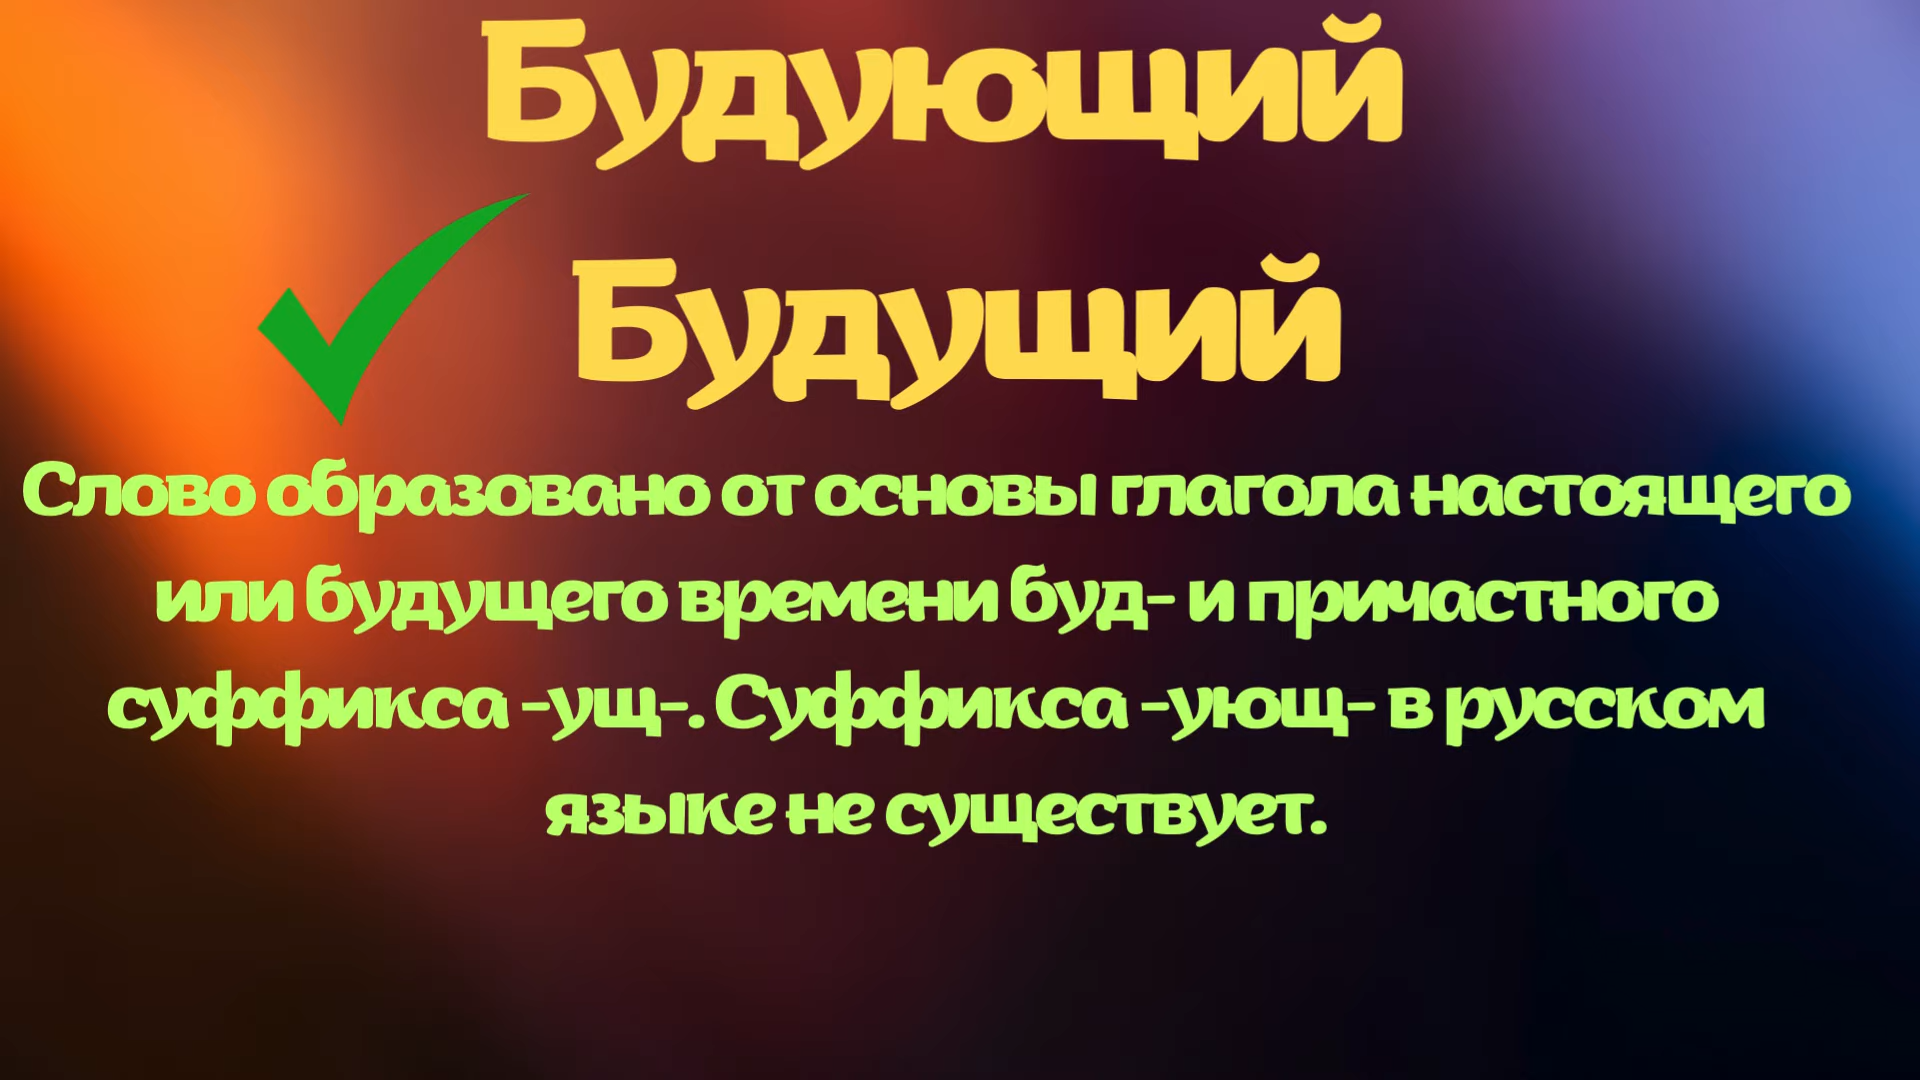 Будующий
Будущий
Слово образовано от основы глагола настоящего
или будущего времени буд- и причастного
суффикса -ущ-. Суффикса -ующ- в русском
языке не существует.